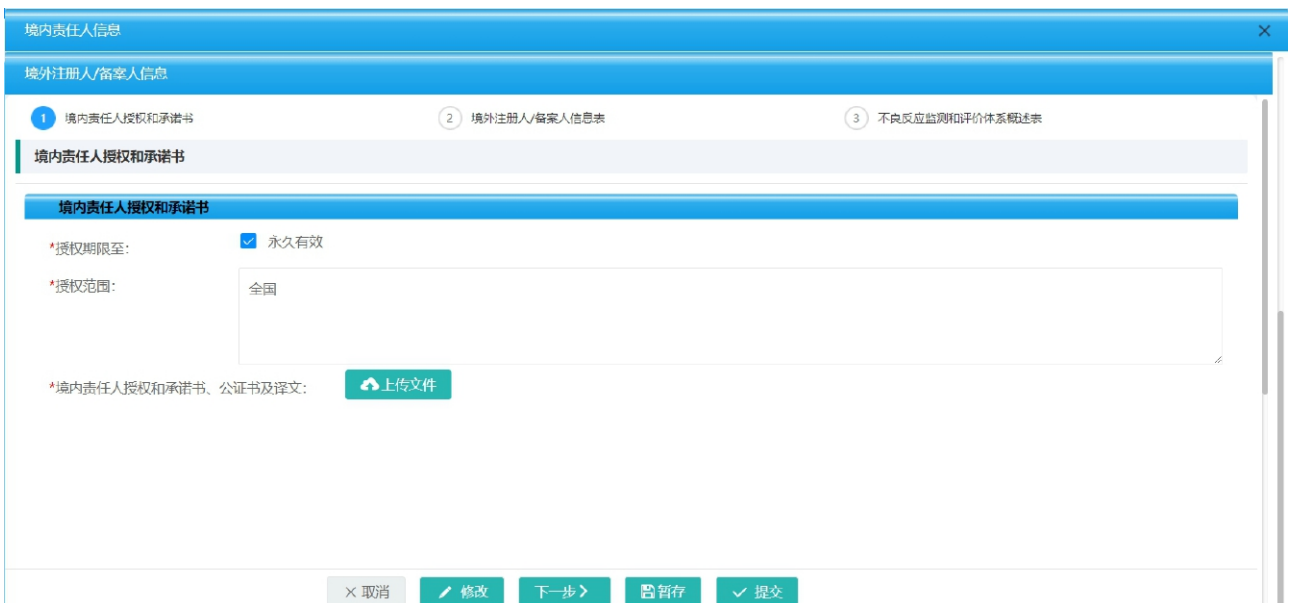 境内责任人信息
境外注册人/备案人信息
1 境内责任人授权和承诺书 2 境外注册人/备案人信息表 3 不良反应监测和评价体系概述表
境内责任人授权和承诺书
境内责任人授权和承诺书
*授权期限至: 永久有效
*授权范围: 全国
*境内责任人授权和承诺书、公证书及译文: 上传文件
取消 修改 下一步 暂存 提交